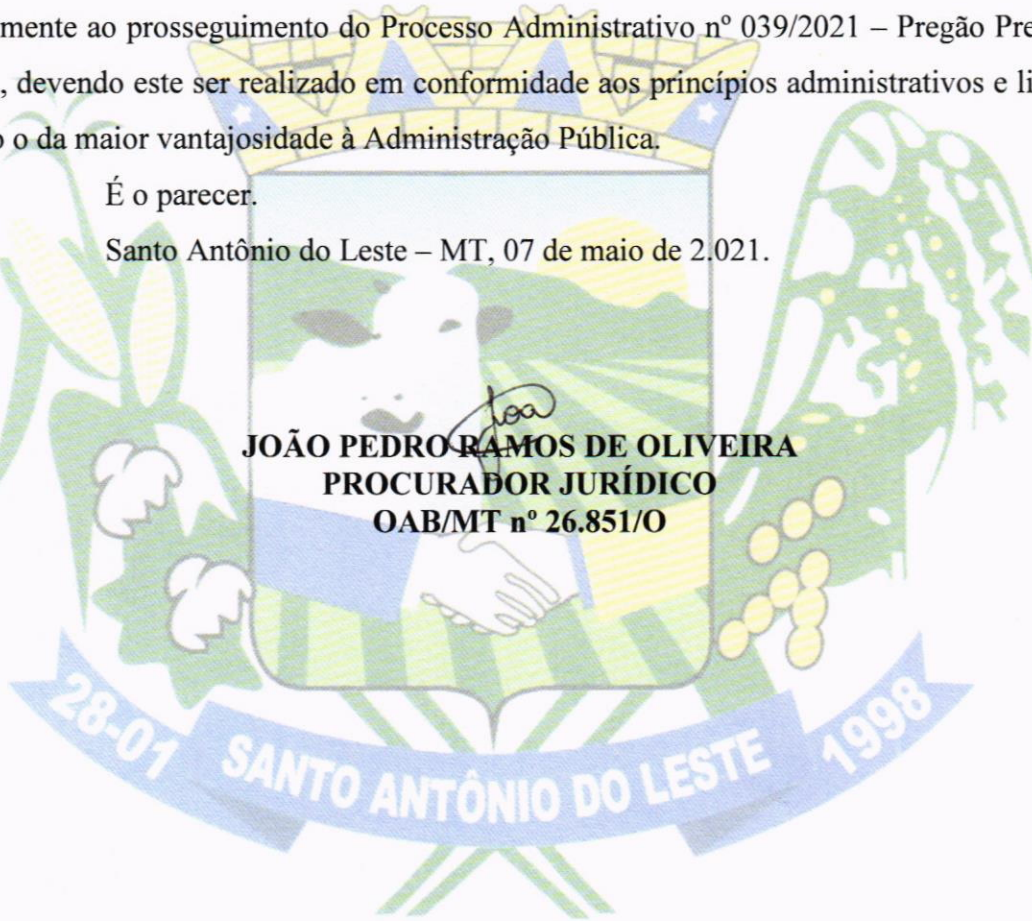 mente ao prosseguimento do Processo Administrativo nº 039/2021 – Pregão Pre
, devendo este ser realizado em conformidade aos princípios administrativos e li
o o da maior vantajosidade à Administração Pública.
É o parecer.
Santo Antônio do Leste – MT, 07 de maio de 2.021.
JOÃO PEDRO RAMOS DE OLIVEIRA
PROCURADOR JURÍDICO
OAB/MT nº 26.851/O
28-01 SANTO ANTÔNIO DO LESTE 1998